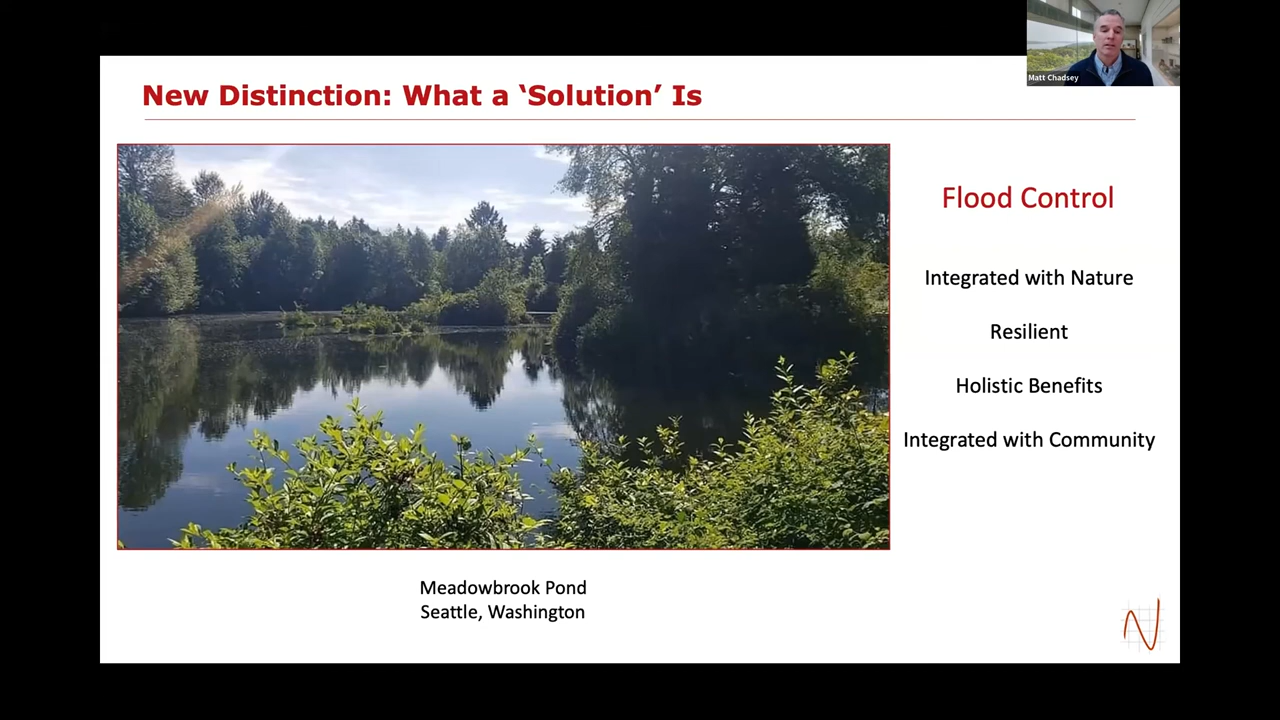 Matt Chadsey
New Distinction: What a ‘Solution’ Is
Flood Control
Integrated with Nature
Resilient
Holistic Benefits
Integrated with Community
Meadowbrook Pond
Seattle, Washington